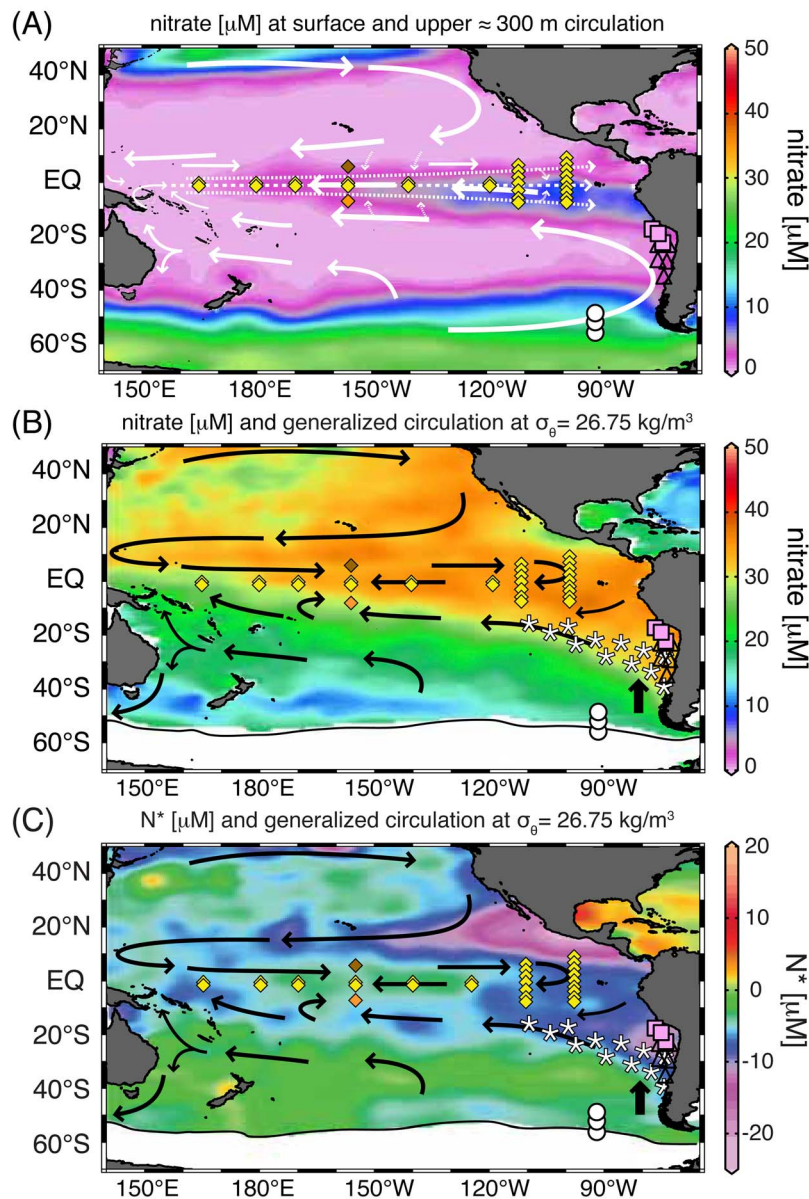 (A) nitrate [μM] at surface and upper ≈ 300 m circulation
40°N
20°N
EQ
20°S
40°S
60°S
150°E 180°E 150°W 120°W 90°W
50
40
30
20
10
0
nitrate [μM]
(B) nitrate [μM] and generalized circulation at σθ= 26.75 kg/m³
40°N
20°N
EQ
20°S
40°S
60°S
150°E 180°E 150°W 120°W 90°W
50
40
30
20
10
0
nitrate [μM]
(C) N* [μM] and generalized circulation at σθ= 26.75 kg/m³
40°N
20°N
EQ
20°S
40°S
60°S
150°E 180°E 150°W 120°W 90°W
20
10
0
-10
-20
N* [μM]